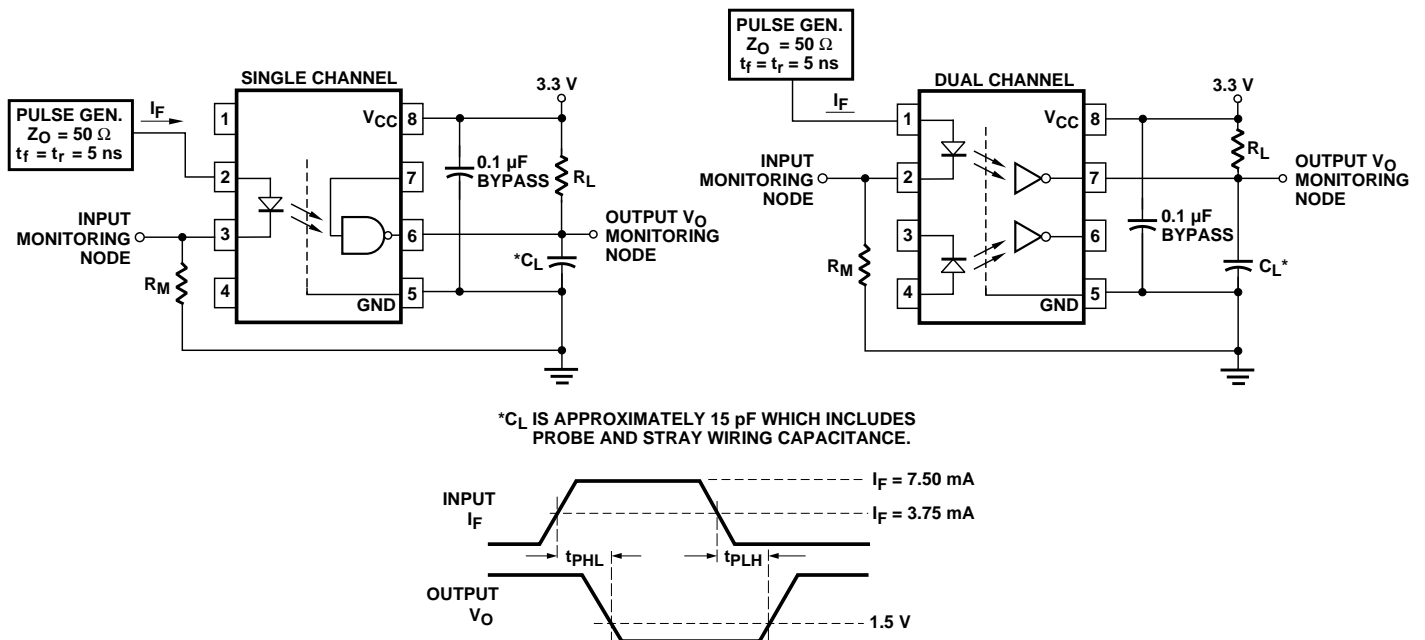 SINGLE CHANNEL
PULSE GEN.
ZO = 50 Ω
tf = tr = 5 ns
IF
1
2
3
4
VCC 8
7
6
5
GND
0.1 µF
BYPASS
3.3 V
RL
INPUT
MONITORING
NODE
RM
OUTPUT VO
MONITORING
NODE
*CL
PULSE GEN.
ZO = 50 Ω
tf = tr = 5 ns
DUAL CHANNEL
IF
1
2
3
4
VCC 8
7
6
5
GND
3.3 V
RL
INPUT
MONITORING
NODE
RM
0.1 µF
BYPASS
OUTPUT VO
MONITORING
NODE
CL*
*CL IS APPROXIMATELY 15 pF WHICH INCLUDES
PROBE AND STRAY WIRING CAPACITANCE.
INPUT
IF
IF = 7.50 mA
IF = 3.75 mA
tPHL
tPLH
OUTPUT
VO
1.5 V